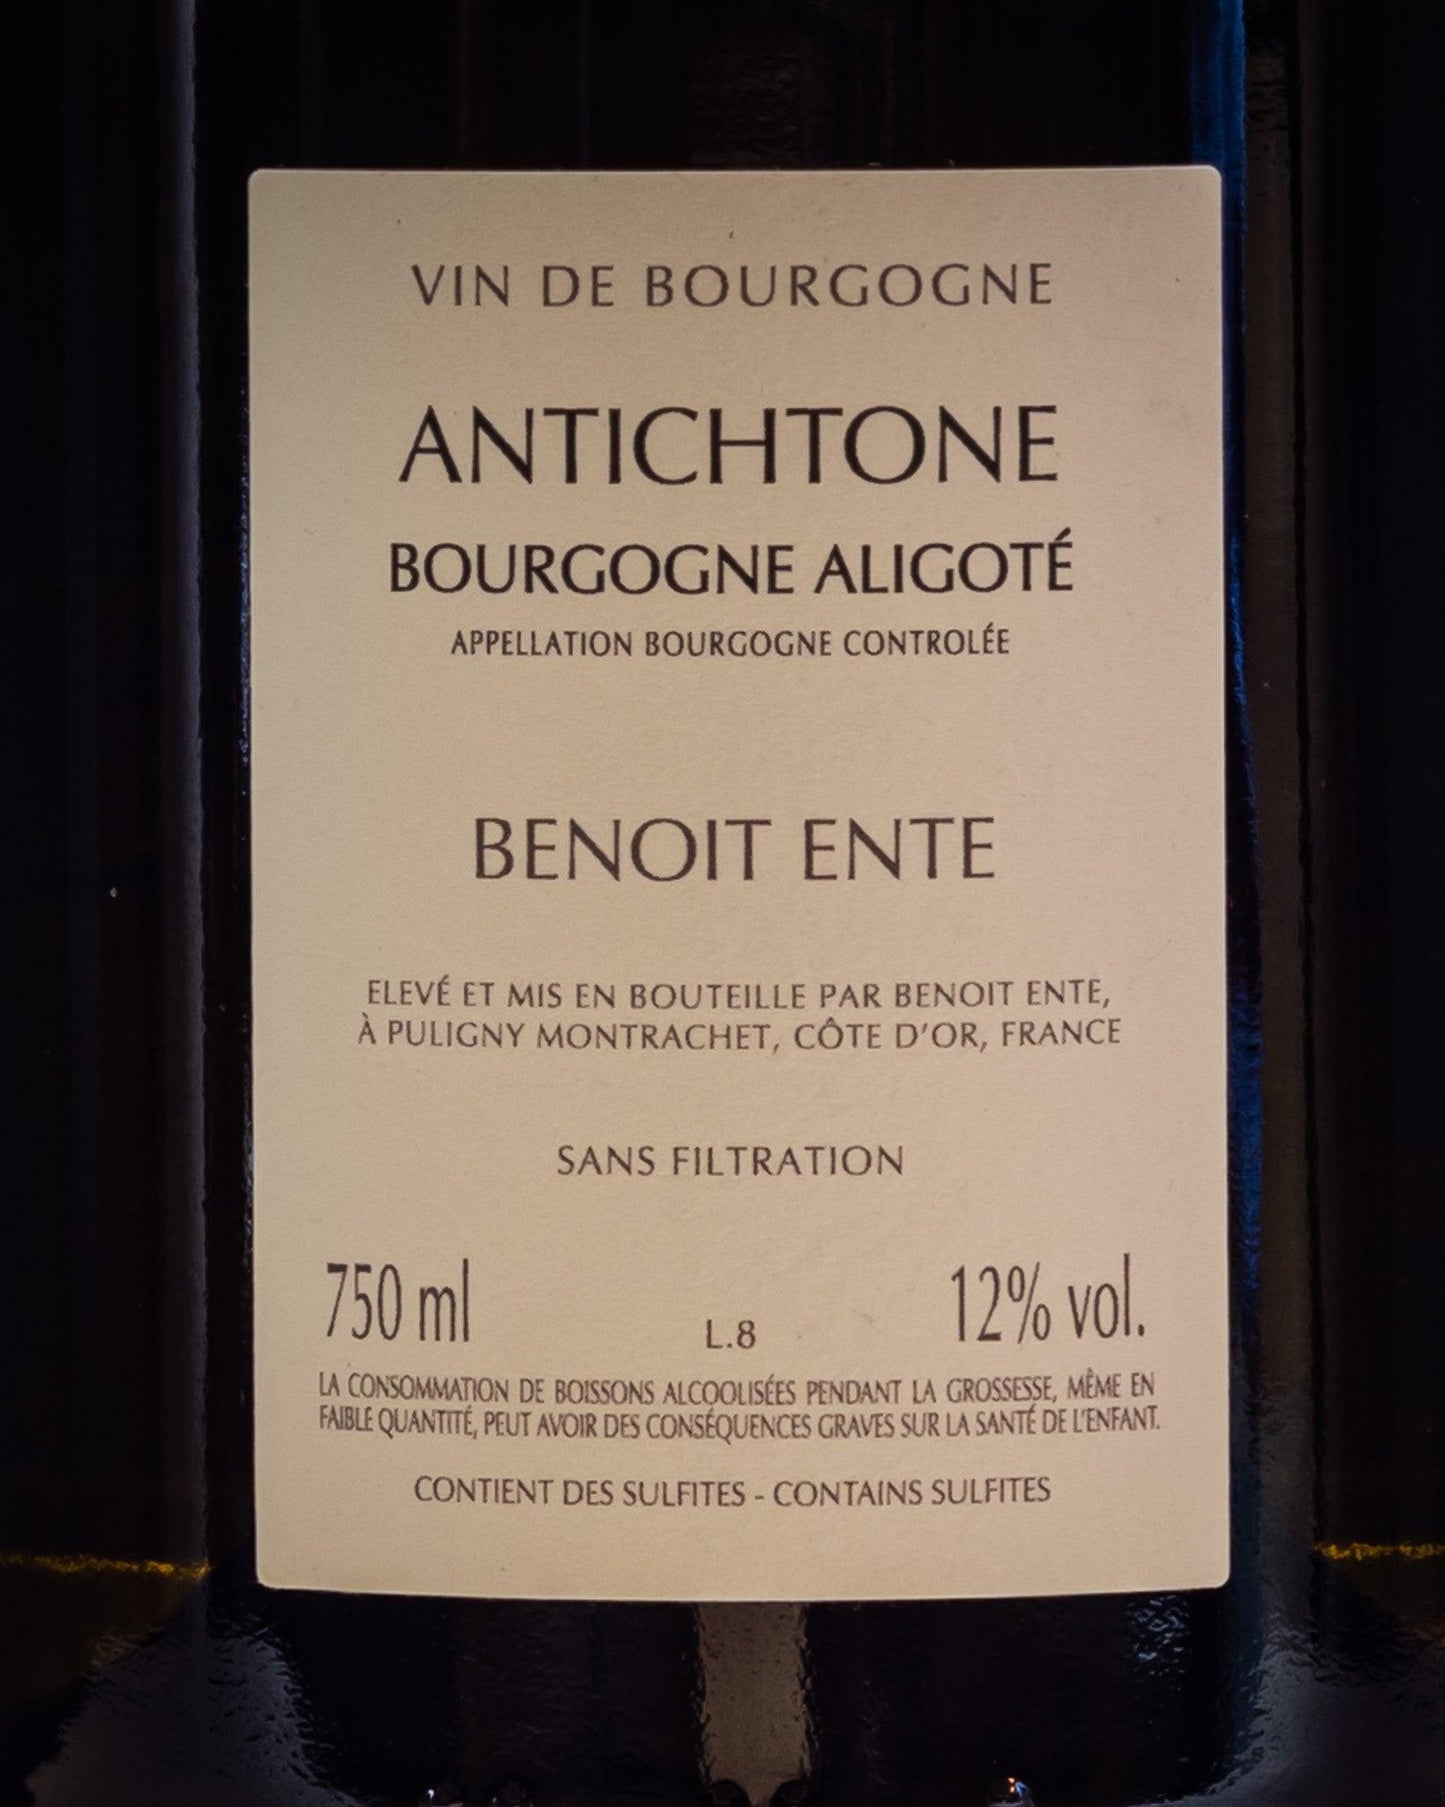 VIN DE BOURGOGNE
ANTICHTONE
BOURGOGNE ALIGOTÉ
APPELLATION BOURGOGNE CONTROLÉE
BENOIT ENTE
ELEVÉ ET MIS EN BOUTEILLE PAR BENOIT ENTE,
À PULIGNY MONTRACHET, CÔTE D'OR, FRANCE
SANS FILTRATION
750 ml L.8 12% vol.
LA CONSOMMATION DE BOISSONS ALCOOLISÉES PENDANT LA GROSSESSE, MÊME EN
FAIBLE QUANTITÉ, PEUT AVOIR DES CONSÉQUENCES GRAVES SUR LA SANTÉ DE L'ENFANT.
CONTIENT DES SULFITES - CONTAINS SULFITES